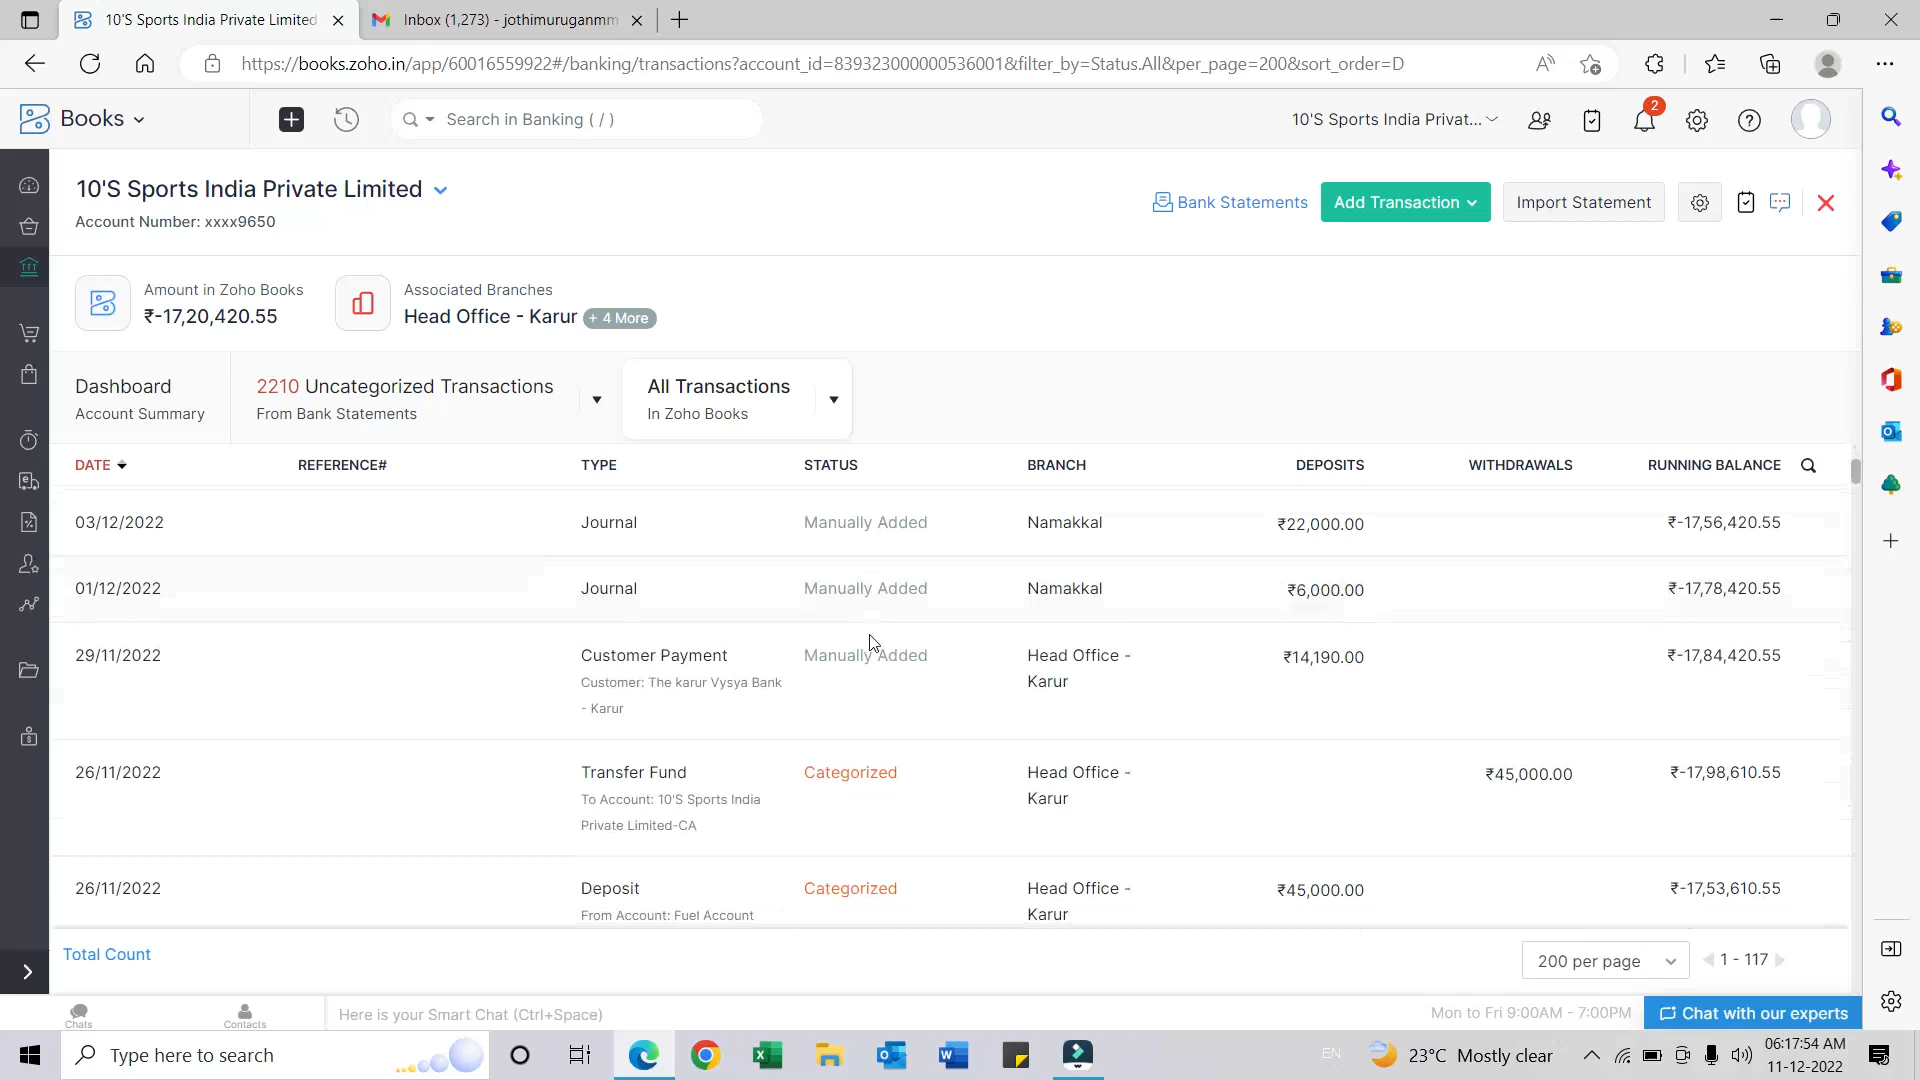 10'S Sports India Private Limited
Inbox (1,273) - jothimuruganmm
https://books.zoho.in/app/60016559922#/banking/transactions?account_id=839323000000536001&filter_by=Status.All&per_page=200&sort_order=D
Books
Search in Banking ( / )
10'S Sports India Privat...
2
10'S Sports India Private Limited
Account Number: xxxx9650
Bank Statements
Add Transaction
Import Statement
Amount in Zoho Books
₹-17,20,420.55
Associated Branches
Head Office - Karur + 4 More
Dashboard
Account Summary
2210 Uncategorized Transactions
From Bank Statements
All Transactions
In Zoho Books
DATE REFERENCE# TYPE STATUS BRANCH DEPOSITS WITHDRAWALS RUNNING BALANCE
03/12/2022 Journal Manually Added Namakkal ₹22,000.00 ₹-17,56,420.55
01/12/2022 Journal Manually Added Namakkal ₹6,000.00 ₹-17,78,420.55
29/11/2022 Customer Payment Manually Added Head Office - ₹14,190.00 ₹-17,84,420.55
Customer: The karur Vysya Bank Karur
- Karur
26/11/2022 Transfer Fund Categorized Head Office - ₹45,000.00 ₹-17,98,610.55
To Account: 10'S Sports India Karur
Private Limited-CA
26/11/2022 Deposit Categorized Head Office - ₹45,000.00 ₹-17,53,610.55
From Account: Fuel Account Karur
Total Count
200 per page
1 - 117
Chats
Contacts
Here is your Smart Chat (Ctrl+Space)
Mon to Fri 9:00AM - 7:00PM
Chat with our experts
Type here to search
EN
23°C Mostly clear
06:17:54 AM
11-12-2022